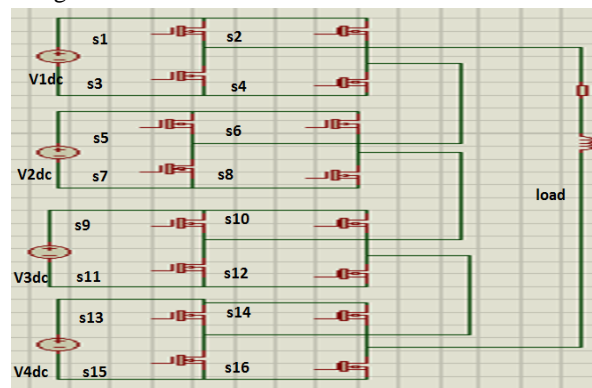 s1 s2
V1dc s3 s4
s5 s6
V2dc s7 s8
load
s9 s10
V3dc s11 s12
s13 s14
V4dc s15 s16